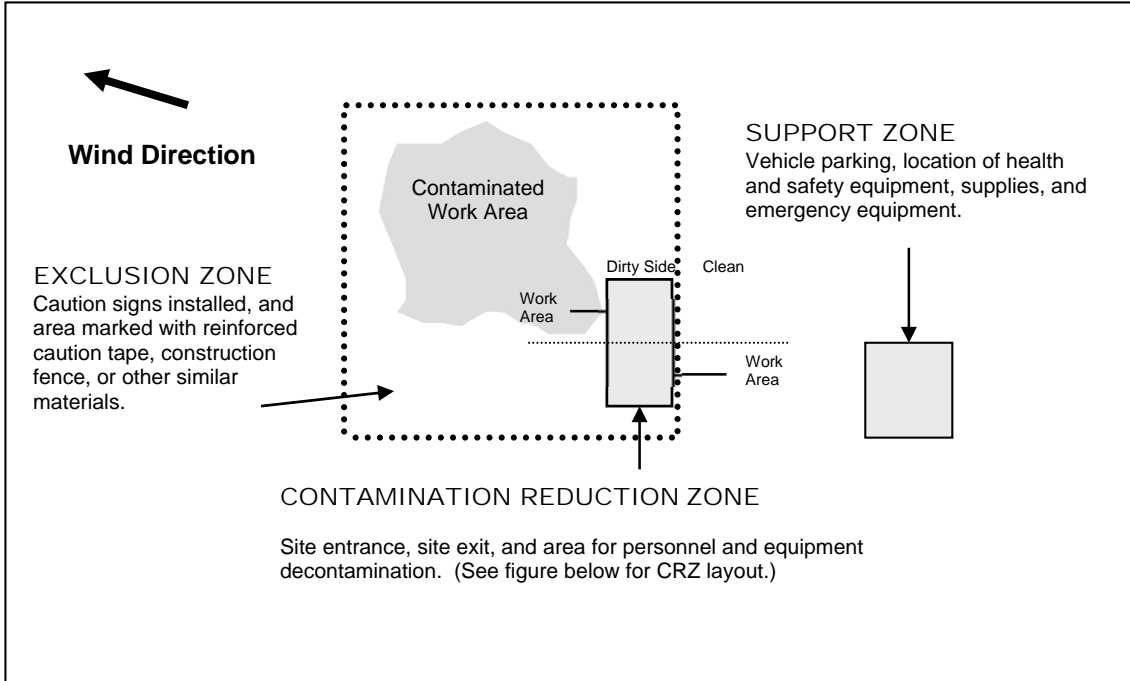 Wind Direction
SUPPORT ZONE
Vehicle parking, location of health
and safety equipment, supplies, and
emergency equipment.
Contaminated
Work Area
EXCLUSION ZONE
Caution signs installed, and
area marked with reinforced
caution tape, construction
fence, or other similar
materials.
Dirty Side
Clean
Work
Area
Work
Area
CONTAMINATION REDUCTION ZONE
Site entrance, site exit, and area for personnel and equipment
decontamination. (See figure below for CRZ layout.)